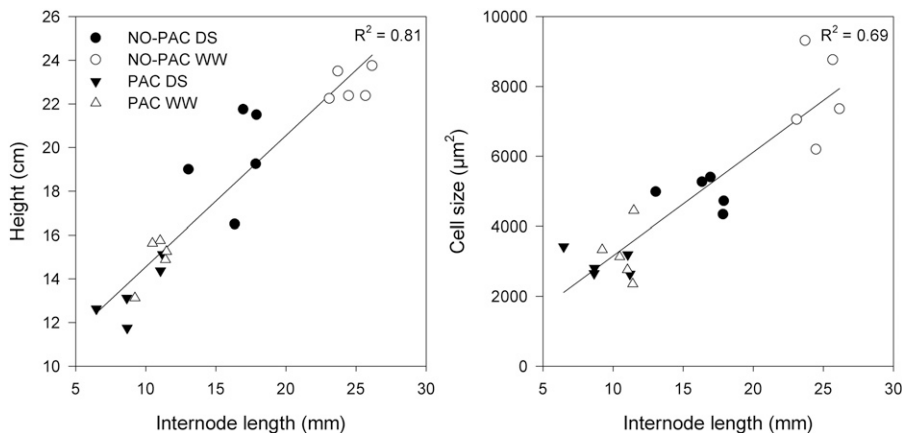 26
24
22
20
18
16
14
12
10
Height (cm)
NO-PAC DS
NO-PAC WW
PAC DS
PAC WW
R² = 0.81
5 10 15 20 25 30
Internode length (mm)
10000
8000
6000
4000
2000
0
Cell size (µm²)
R² = 0.69
5 10 15 20 25 30
Internode length (mm)